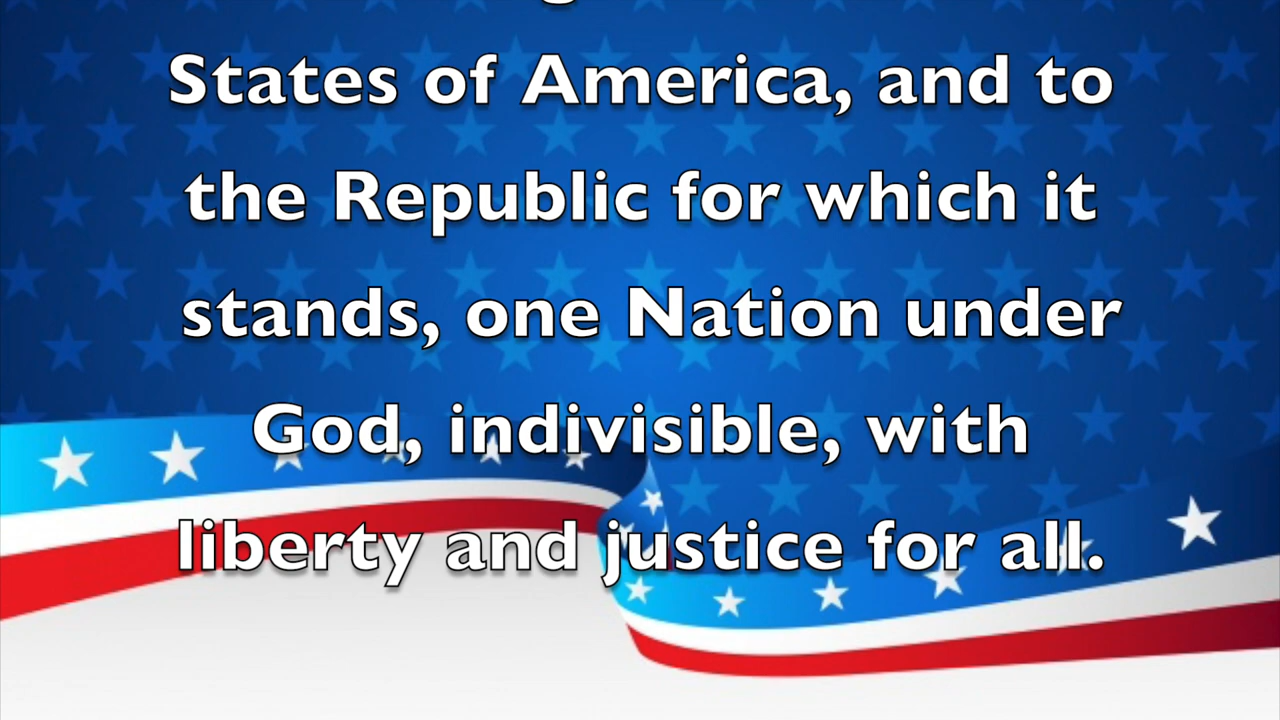 States of America, and to
the Republic for which it
stands, one Nation under
God, indivisible, with
liberty and justice for all.